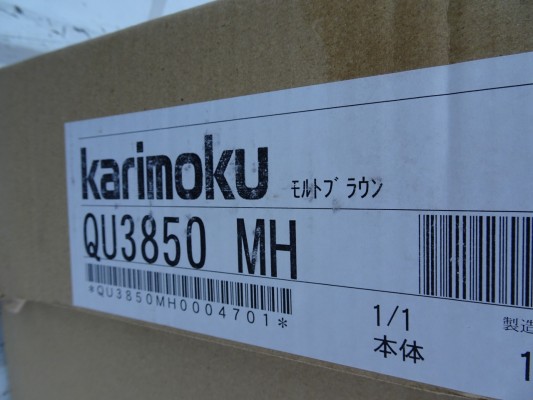 karimoku モルトブラウン
QU3850 MH
*QU3850MH0004701*
1/1
本体
製造
1